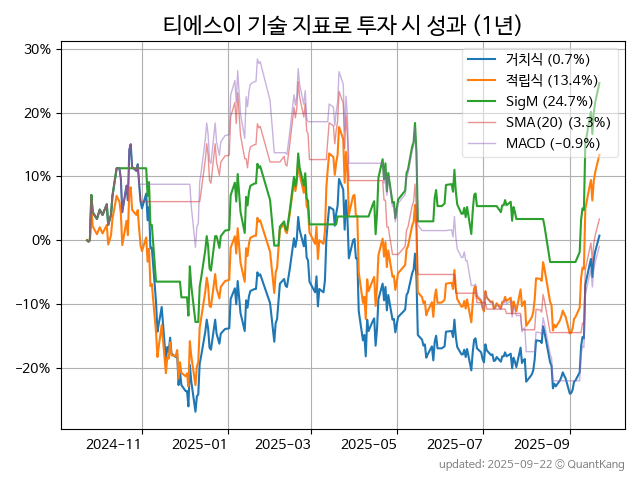 티에스이 기술 지표로 투자 시 성과 (1년)
30%
20%
10%
0%
−10%
−20%
거치식 (0.7%)
적립식 (13.4%)
SigM (24.7%)
SMA(20) (3.3%)
MACD (−0.9%)
2024-11
2025-01
2025-03
2025-05
2025-07
2025-09
updated: 2025-09-22 © QuantKang